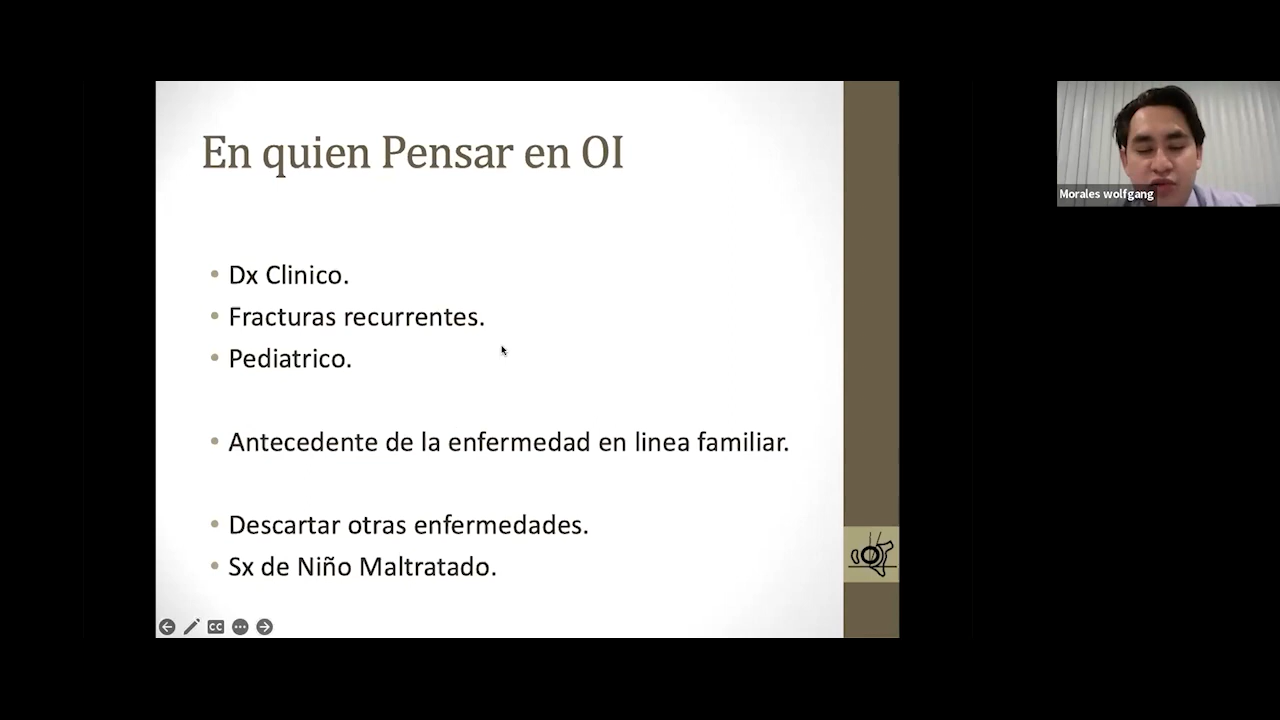 En quien Pensar en OI
Dx Clinico.
Fracturas recurrentes.
Pediatrico.
Antecedente de la enfermedad en linea familiar.
Descartar otras enfermedades.
Sx de Niño Maltratado.
CC
Morales wolfgang